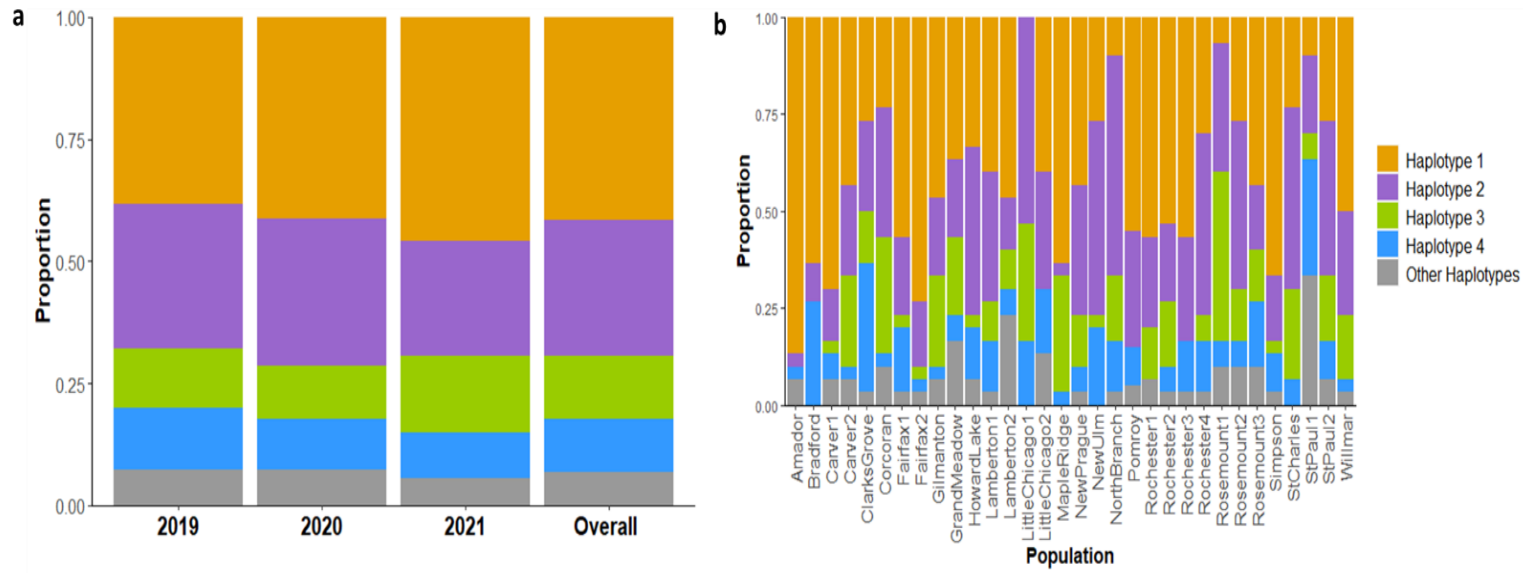 a
1.00
0.75
0.50
0.25
0.00
Proportion
2019 2020 2021 Overall
b
1.00
0.75
0.50
0.25
0.00
Proportion
Amador
Bradford
Carver1
Carver2
ClarksGrove
Corcoran
Fairfax1
Fairfax2
Gilmanton
GrandMeadow
HowardLake
Lamberton1
Lamberton2
LittleChicago1
LittleChicago2
MapleRidge
NewPrague
NewUlm
NorthBranch
Pomroy
Rochester1
Rochester2
Rochester3
Rochester4
Rosemount1
Rosemount2
Rosemount3
Simpson
StCharles
StPaul1
StPaul2
Willmar
Population
Haplotype 1
Haplotype 2
Haplotype 3
Haplotype 4
Other Haplotypes